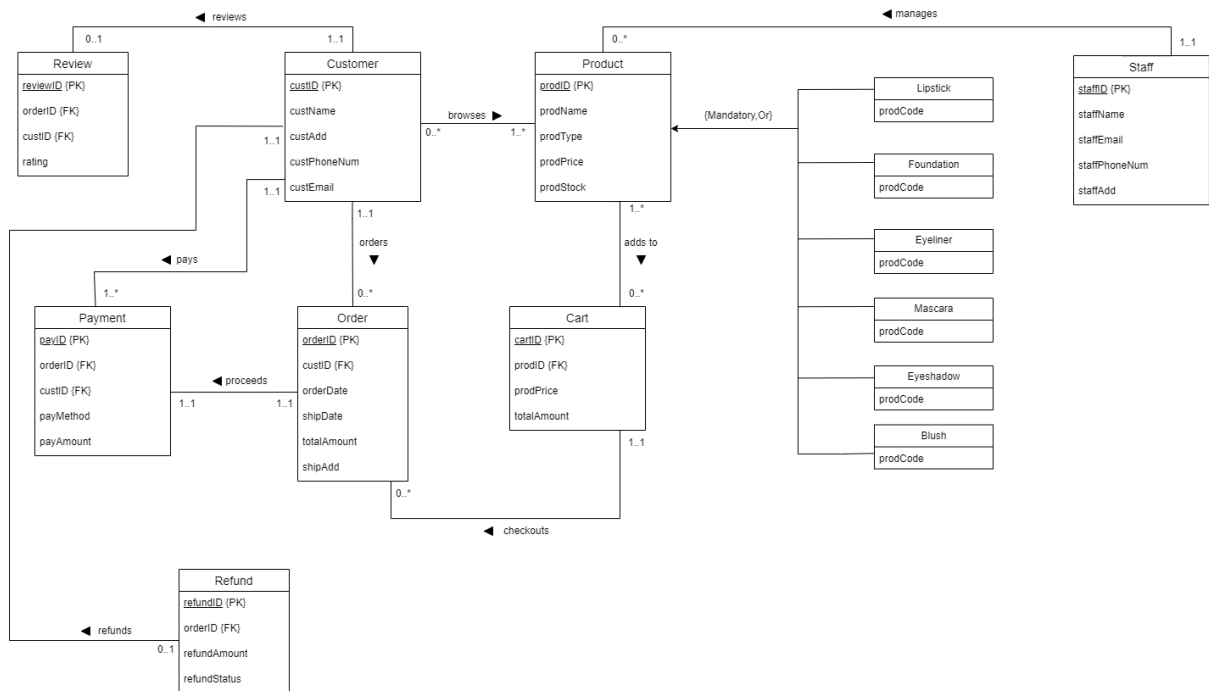 reviews
manages
0..1
1..1
0..*
1..1
Review
reviewID {PK}
orderID {FK}
custID {FK}
rating
Customer
custID {PK}
custName
custAdd
custPhoneNum
custEmail
browses
0..*
1..*
Product
prodID {PK}
prodName
prodType
prodPrice
prodStock
{Mandatory,Or}
Lipstick
prodCode
Foundation
prodCode
Eyeliner
prodCode
Mascara
prodCode
Eyeshadow
prodCode
Blush
prodCode
Staff
staffID {PK}
staffName
staffEmail
staffPhoneNum
staffAdd
1..1
1..1
1..1
orders
0..*
1..*
adds to
0..*
pays
1..*
Payment
payID {PK}
orderID {FK}
custID {FK}
payMethod
payAmount
proceeds
1..1
1..1
Order
orderID {PK}
custID {FK}
orderDate
shipDate
totalAmount
shipAdd
Cart
cartID {PK}
prodID {FK}
prodPrice
totalAmount
1..1
0..*
checkouts
refunds
0..1
Refund
refundID {PK}
orderID {FK}
refundAmount
refundStatus